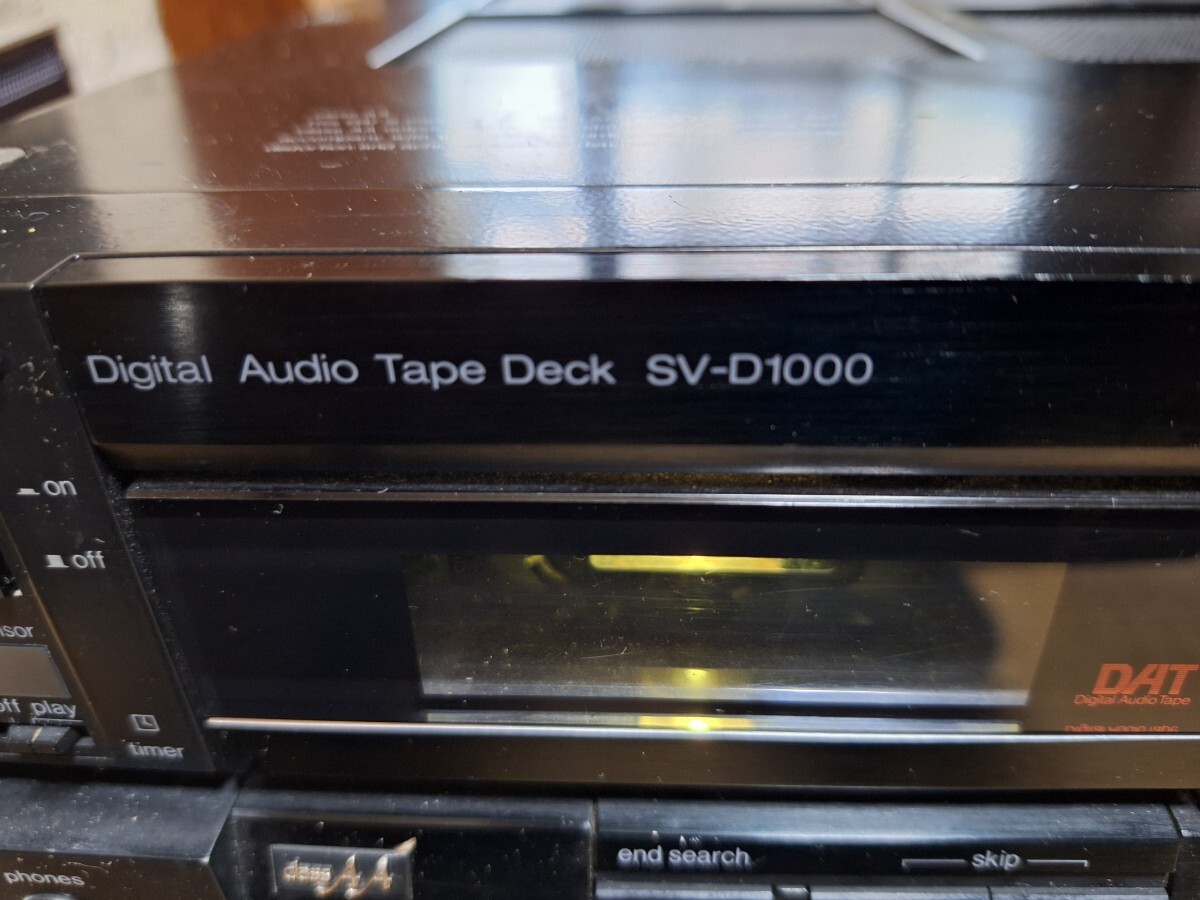 Digital Audio Tape Deck SV-D1000
on
off
off play
timer
DAT
Digital Audio Tape
phones
class AA
end search
skip